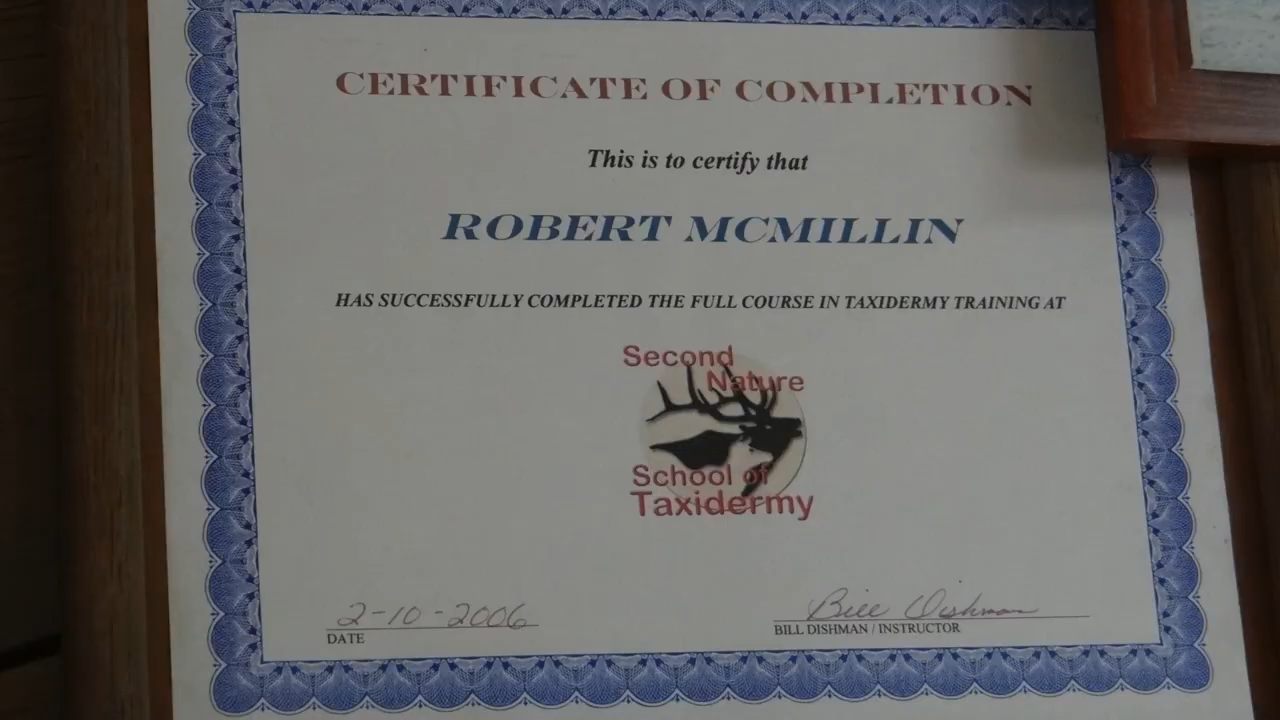 CERTIFICATE OF COMPLETION
This is to certify that
ROBERT MCMILLIN
HAS SUCCESSFULLY COMPLETED THE FULL COURSE IN TAXIDERMY TRAINING AT
Second
Nature
School of
Taxidermy
2-10-2006
DATE
Bill Dishman
BILL DISHMAN / INSTRUCTOR